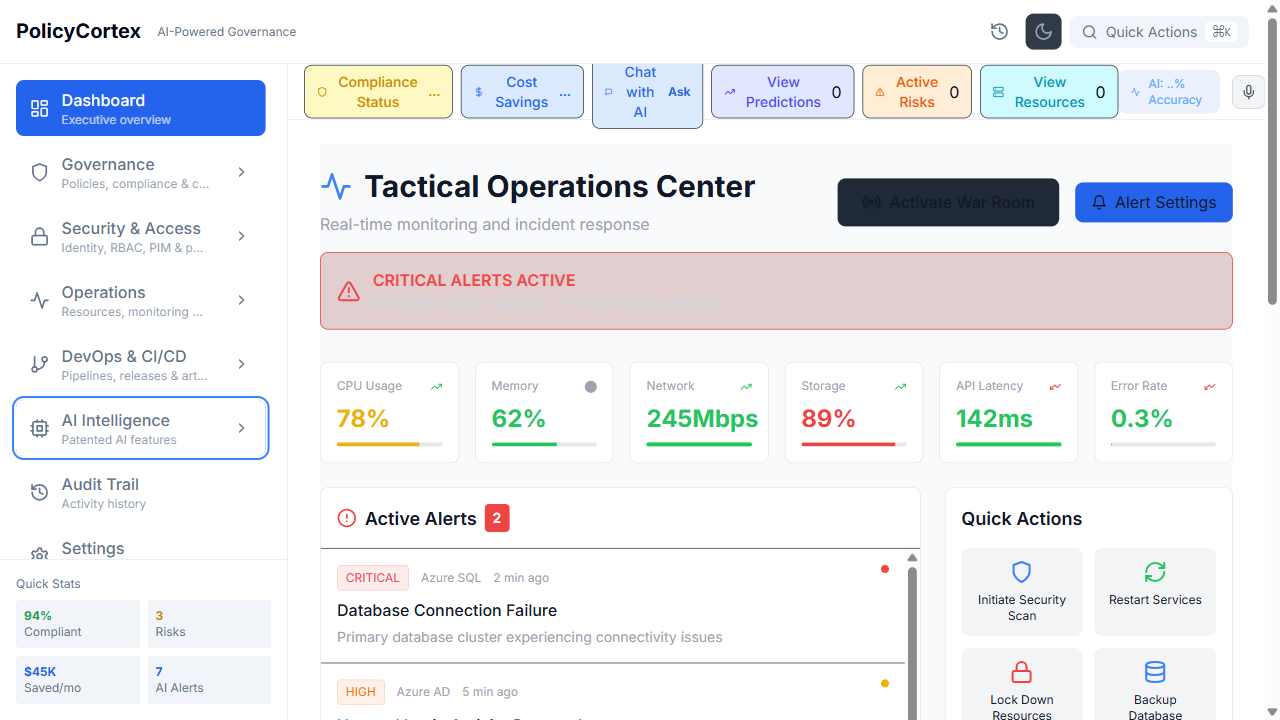 PolicyCortex
AI-Powered Governance
Quick Actions
⌘K
Dashboard
Executive overview
Governance
Policies, compliance & c...
Security & Access
Identity, RBAC, PIM & p...
Operations
Resources, monitoring ...
DevOps & CI/CD
Pipelines, releases & art...
AI Intelligence
Patented AI features
Audit Trail
Activity history
Settings
Quick Stats
94%
Compliant
3
Risks
$45K
Saved/mo
7
AI Alerts
Compliance
Status
...
Cost
Savings
...
Chat
with
AI
Ask
View
Predictions
0
Active
Risks
0
View
Resources
0
AI: ..%
Accuracy
Tactical Operations Center
Real-time monitoring and incident response
Activate War Room
Alert Settings
CRITICAL ALERTS ACTIVE
CPU Usage
78%
Memory
62%
Network
245Mbps
Storage
89%
API Latency
142ms
Error Rate
0.3%
Active Alerts
2
CRITICAL
Azure SQL
2 min ago
Database Connection Failure
Primary database cluster experiencing connectivity issues
HIGH
Azure AD
5 min ago
Quick Actions
Initiate Security
Scan
Restart Services
Lock Down
Resources
Backup
Database